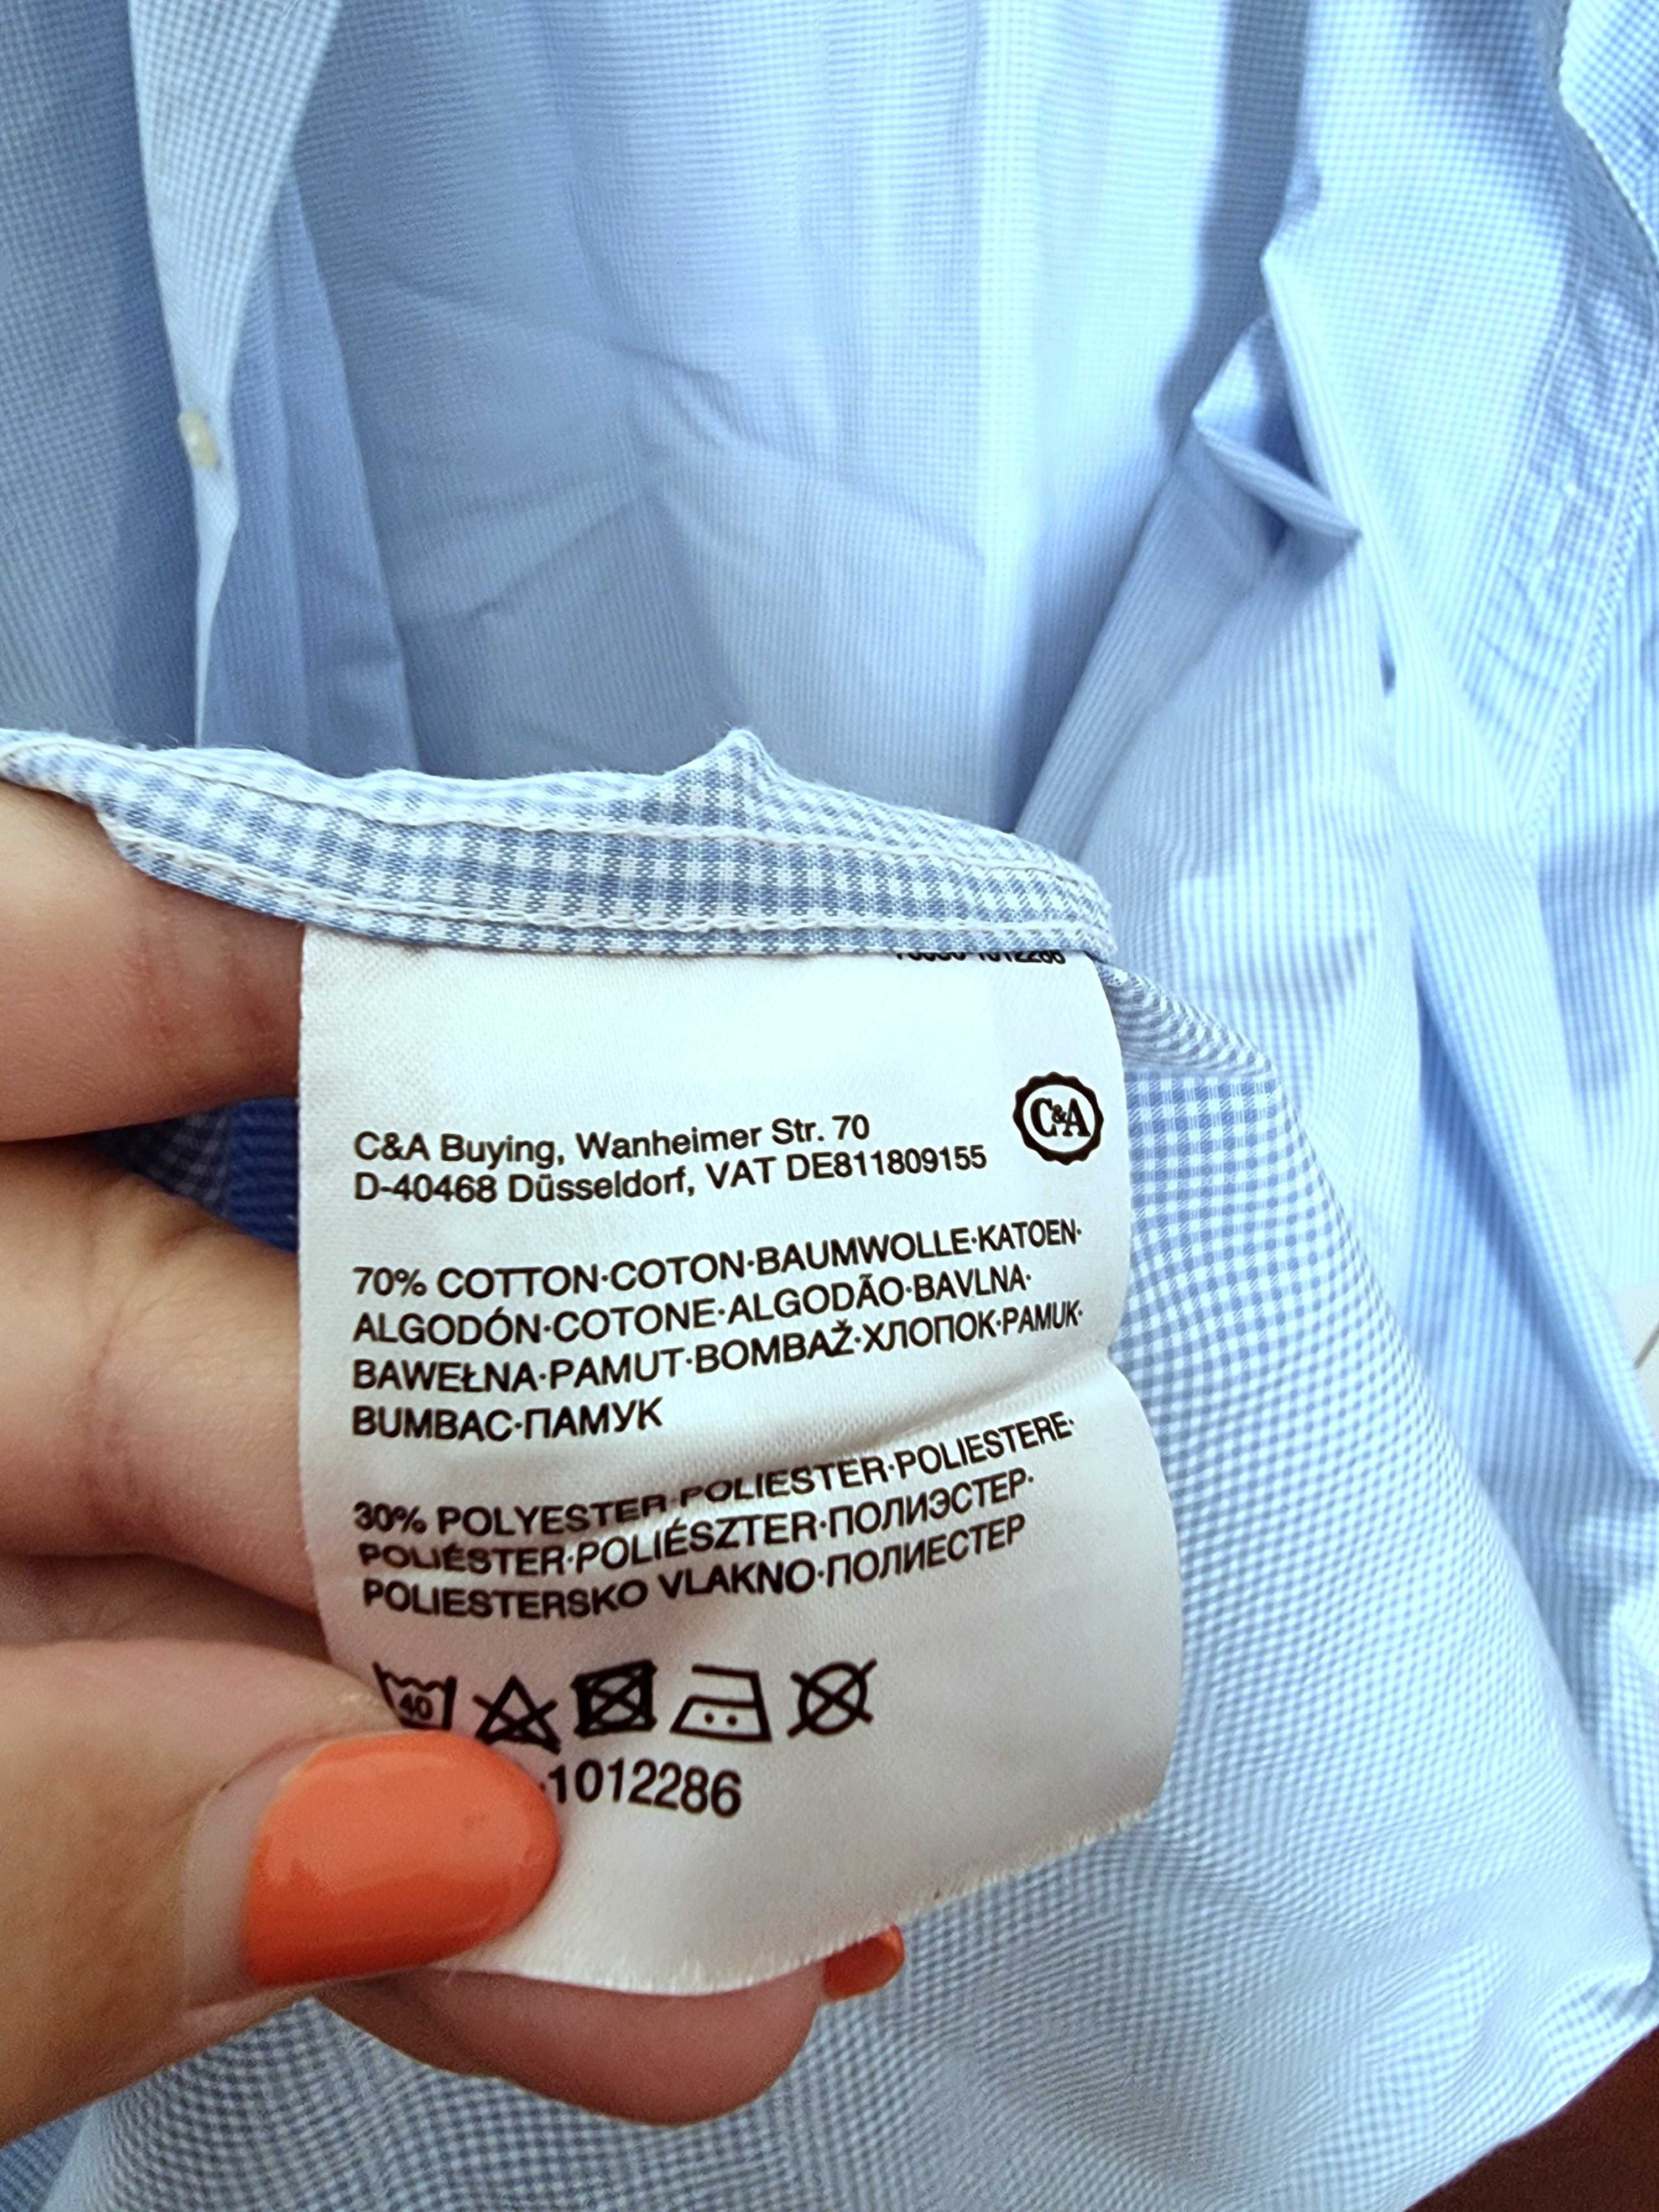 1012286
C&A
C&A Buying, Wanheimer Str. 70
D-40468 Düsseldorf, VAT DE811809155
70% COTTON·COTON·BAUMWOLLE·KATOEN·
ALGODÓN·COTONE·ALGODÃO·BAVLNA·
BAWEŁNA·PAMUT·BOMBAŽ·ХЛОПОК·PAMUK·
BUMBAC·ПАМУК
30% POLYESTER·POLIESTER·POLIESTERE·
POLIÉSTER·POLIÉSZTER·ПОЛИЭСТЕР·
POLIESTERSKO VLAKNO·ПОЛИЕСТЕР
40
·1012286